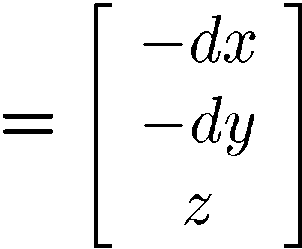 = [ −dx
−dy
z ]